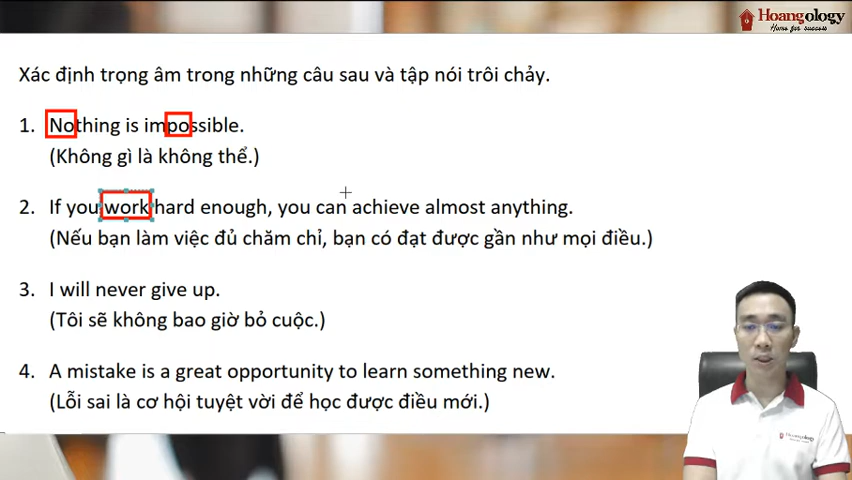 Hoangology
Home for success
Xác định trọng âm trong những câu sau và tập nói trôi chảy.
1. Nothing is impossible.
(Không gì là không thể.)
2. If you work hard enough, you can achieve almost anything.
(Nếu bạn làm việc đủ chăm chỉ, bạn có đạt được gần như mọi điều.)
3. I will never give up.
(Tôi sẽ không bao giờ bỏ cuộc.)
4. A mistake is a great opportunity to learn something new.
(Lỗi sai là cơ hội tuyệt vời để học được điều mới.)
Hoangology